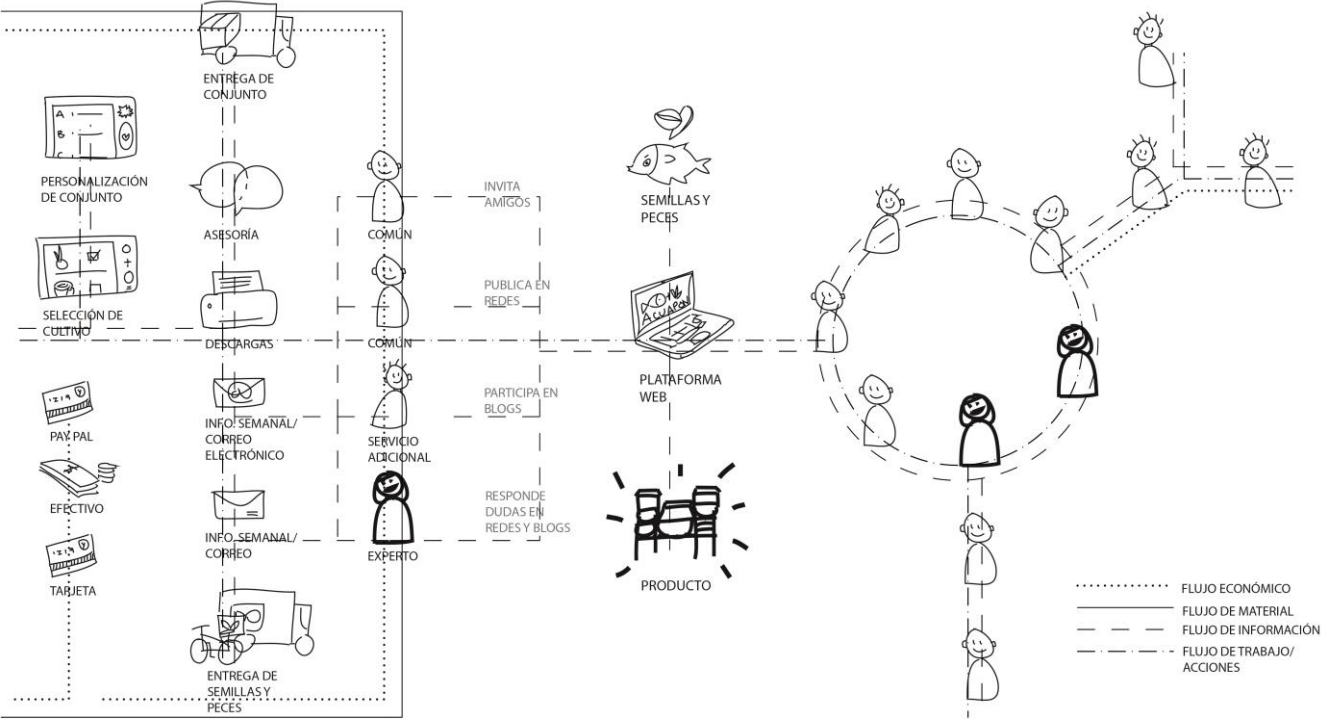 ENTREGA DE
CONJUNTO
A
B
C
PERSONALIZACIÓN
DE CONJUNTO
ASESORÍA
SELECCIÓN DE
CULTIVO
DESCARGAS
PAY PAL
INFO. SEMANAL/
CORREO
ELECTRÓNICO
EFECTIVO
INFO. SEMANAL/
CORREO
TARJETA
ENTREGA DE
SEMILLAS Y
PECES
COMÚN
COMÚN
SERVICIO
ADICIONAL
EXPERTO
INVITA
AMIGOS
PUBLICA EN
REDES
PARTICIPA EN
BLOGS
RESPONDE
DUDAS EN
REDES Y BLOGS
SEMILLAS Y
PECES
ACUAPON
PLATAFORMA
WEB
PRODUCTO
FLUJO ECONÓMICO
FLUJO DE MATERIAL
FLUJO DE INFORMACIÓN
FLUJO DE TRABAJO/
ACCIONES